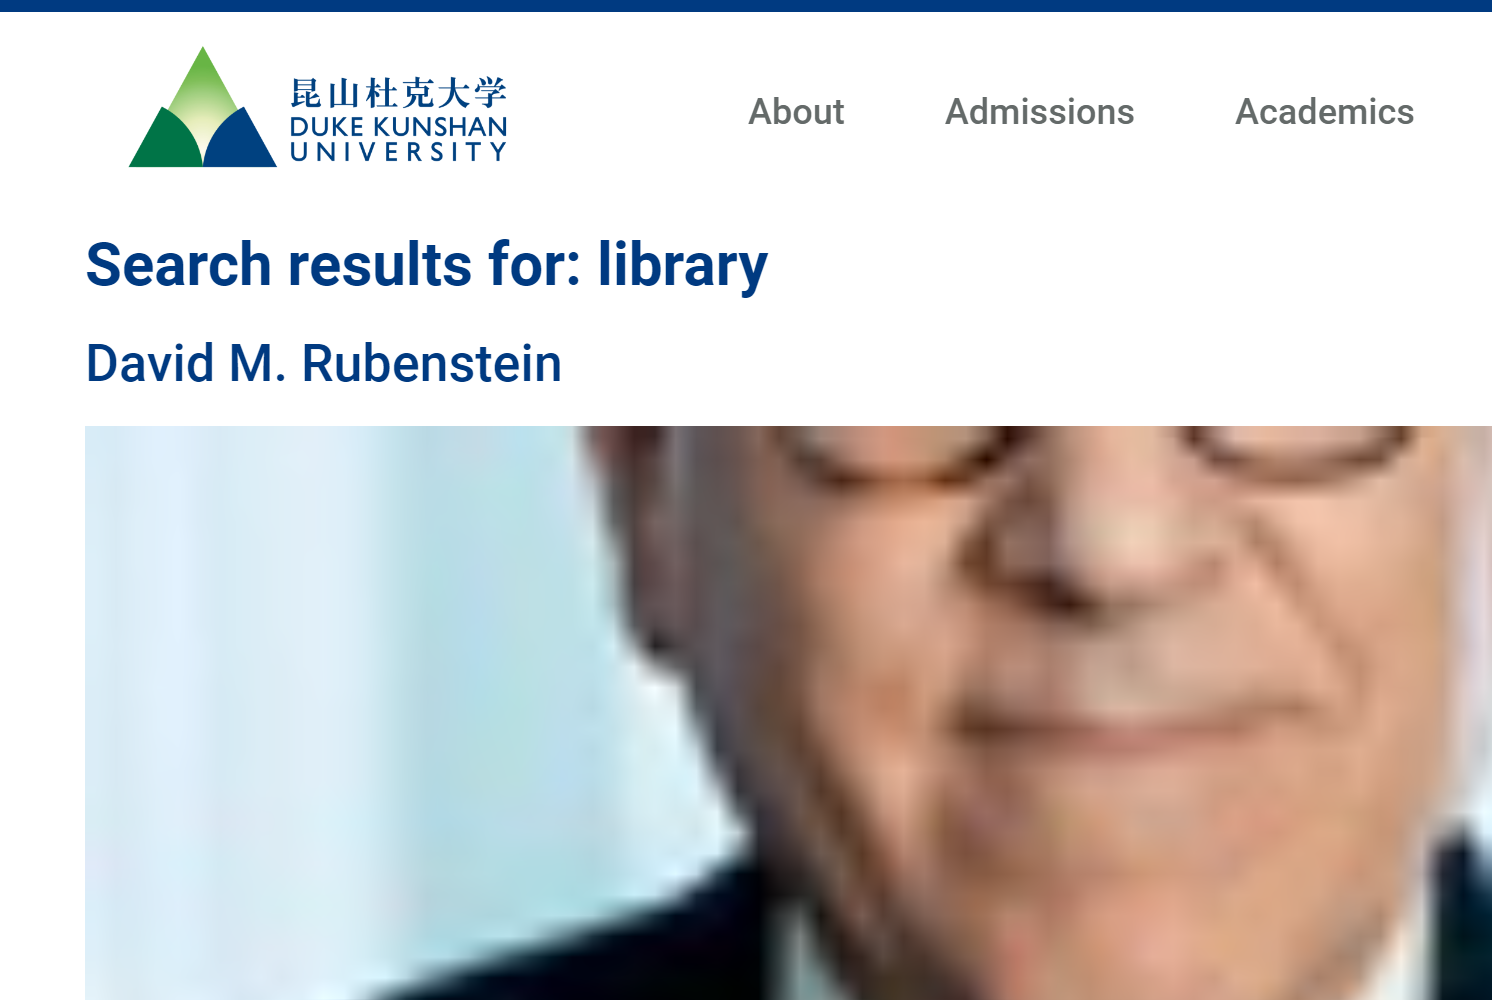 昆山杜克大学
DUKE KUNSHAN
UNIVERSITY
About
Admissions
Academics
Search results for: library
David M. Rubenstein